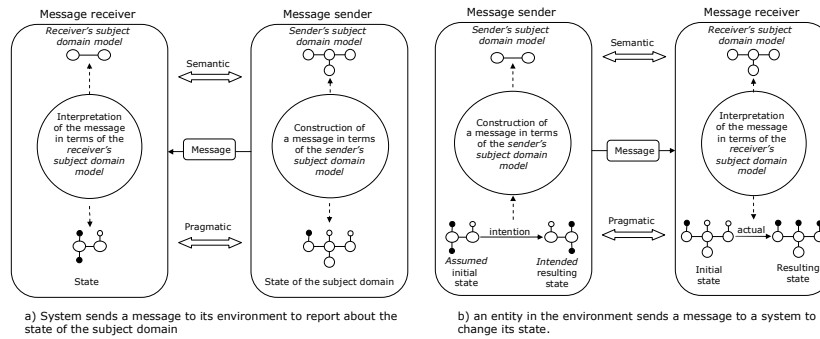 Message receiver
Message sender
Receiver's subject
domain model
Sender's subject
domain model
Semantic
Interpretation
of the message
in terms of the
receiver's
subject domain
model
Message
Construction of
a message in terms
of the sender's
subject domain
model
Pragmatic
State
State of the subject domain
a) System sends a message to its environment to report about the
state of the subject domain
Message sender
Message receiver
Sender's subject
domain model
Receiver's subject
domain model
Semantic
Construction of
a message in terms
of the sender's
subject domain
model
Message
Interpretation
of the message
in terms of the
receiver's
subject domain
model
Pragmatic
intention
actual
Assumed
initial
state
Intended
resulting
state
Initial
state
Resulting
state
b) an entity in the environment sends a message to a system to
change its state.